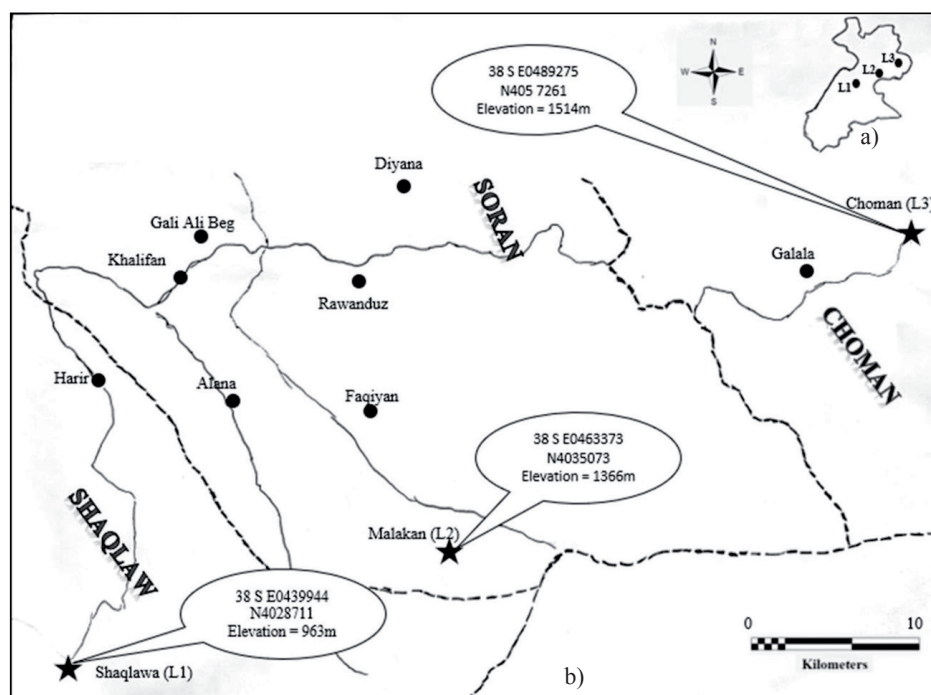 N
W E
S
38 S E0489275
N405 7261
Elevation = 1514m
L3
L2
L1
a)
Diyana
SORAN
Choman (L3)
Gali Ali Beg
Khalifan
Galala
Rawanduz
CHOMAN
Harir
Alana
Faqiyan
38 S E0463373
N4035073
Elevation = 1366m
SHAQLAW
Malakan (L2)
38 S E0439944
N4028711
Elevation = 963m
0 10
Kilometers
Shaqlawa (L1)
b)